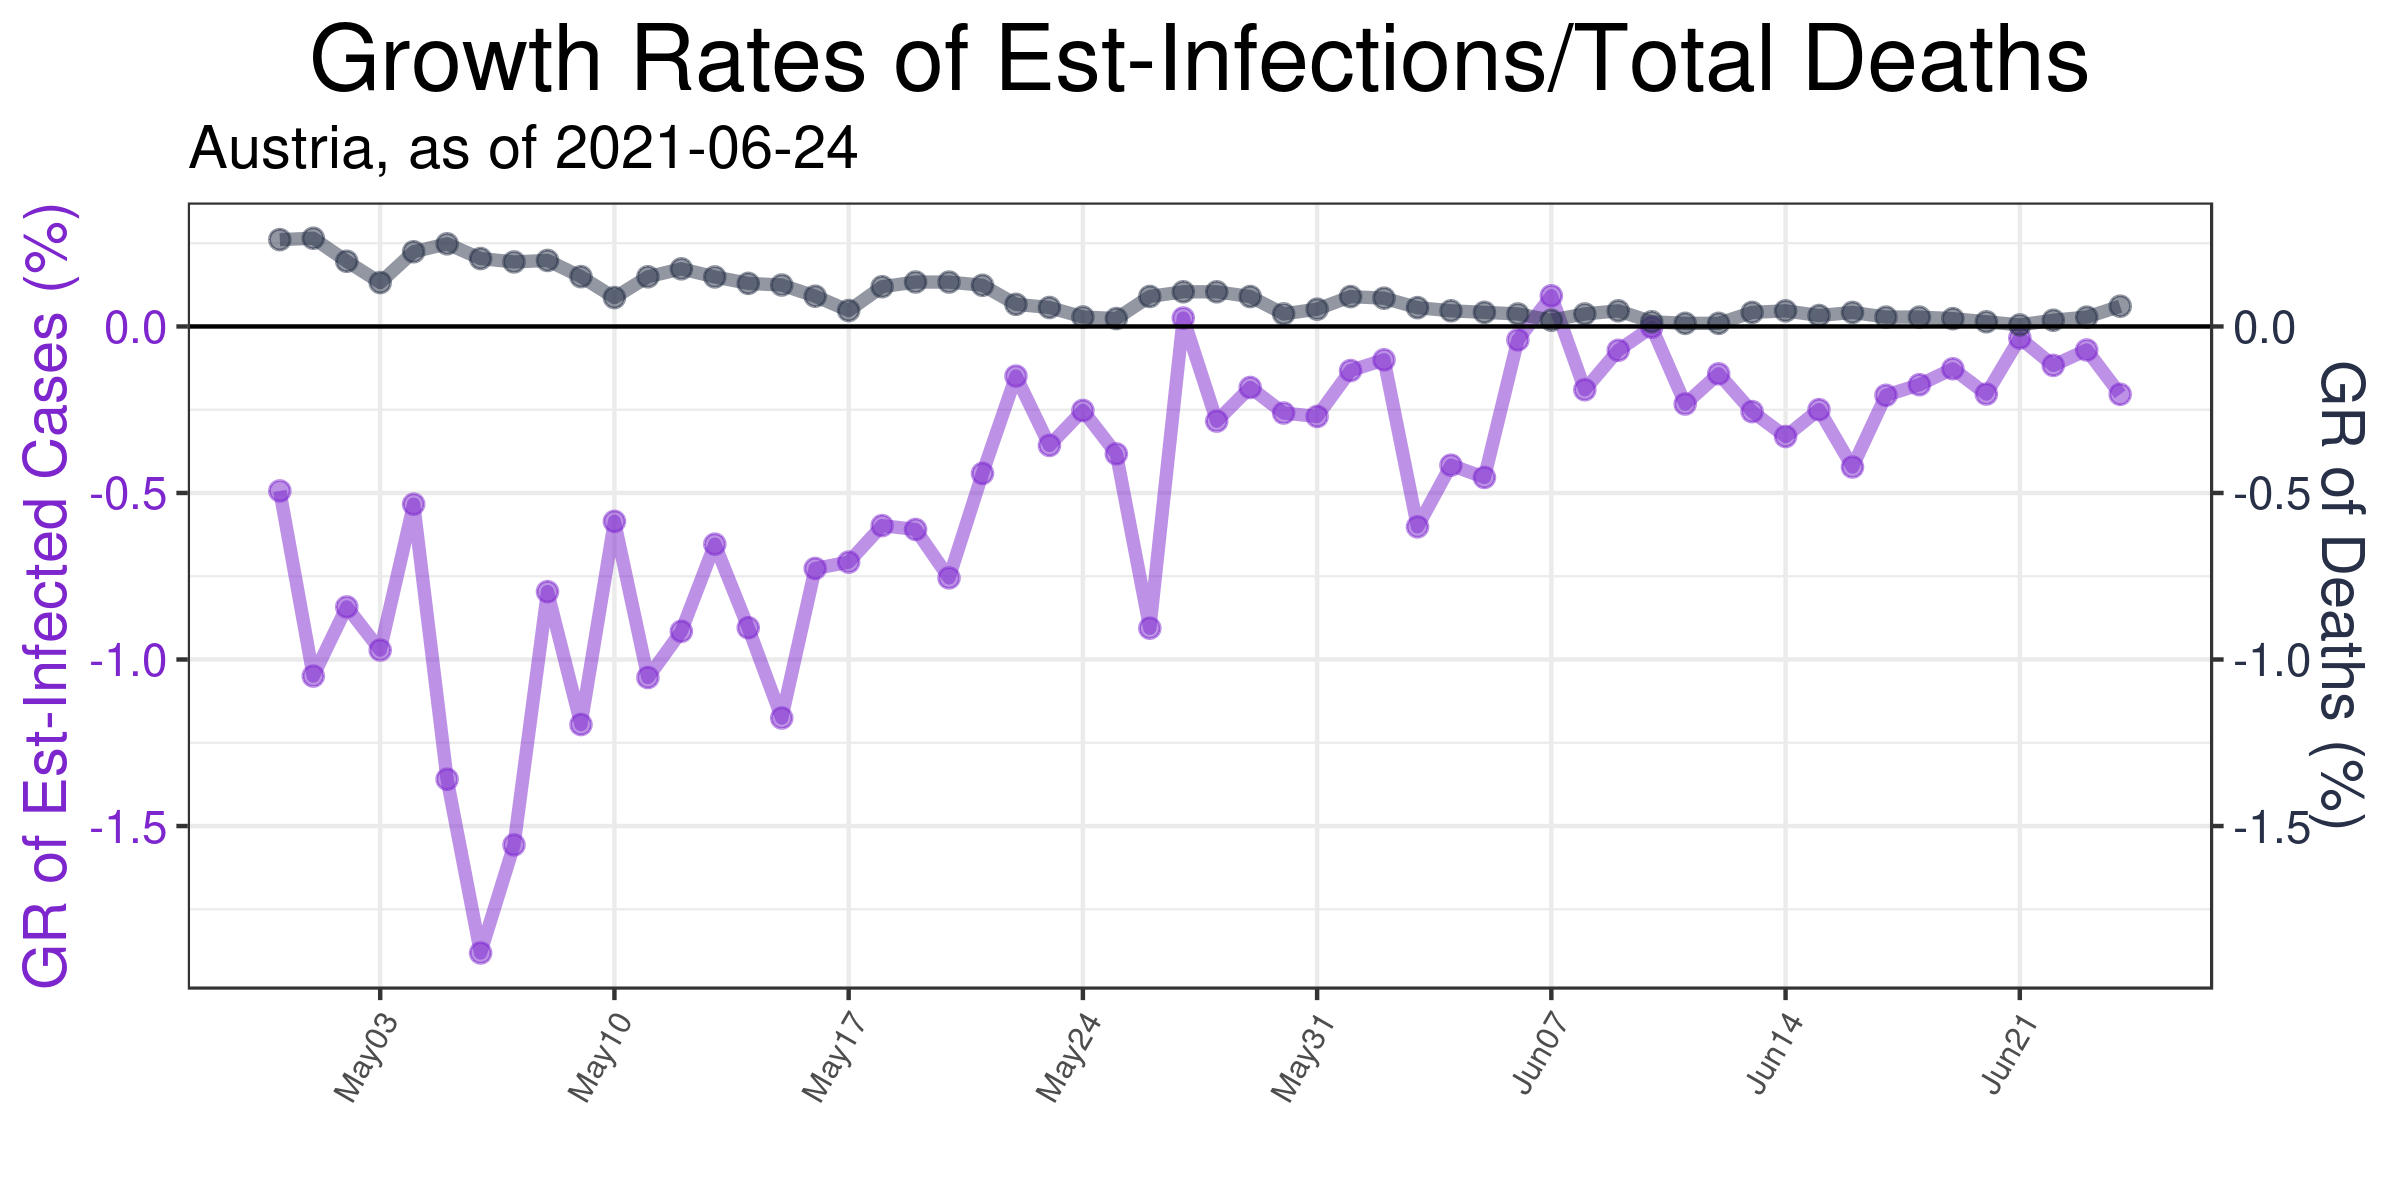 Growth Rates of Est-Infections/Total Deaths
Austria, as of 2021-06-24
GR of Est-Infected Cases (%)
0.0
-0.5
-1.0
-1.5
0.0
-0.5
-1.0
-1.5
GR of Deaths (%)
May03
May10
May17
May24
May31
Jun07
Jun14
Jun21